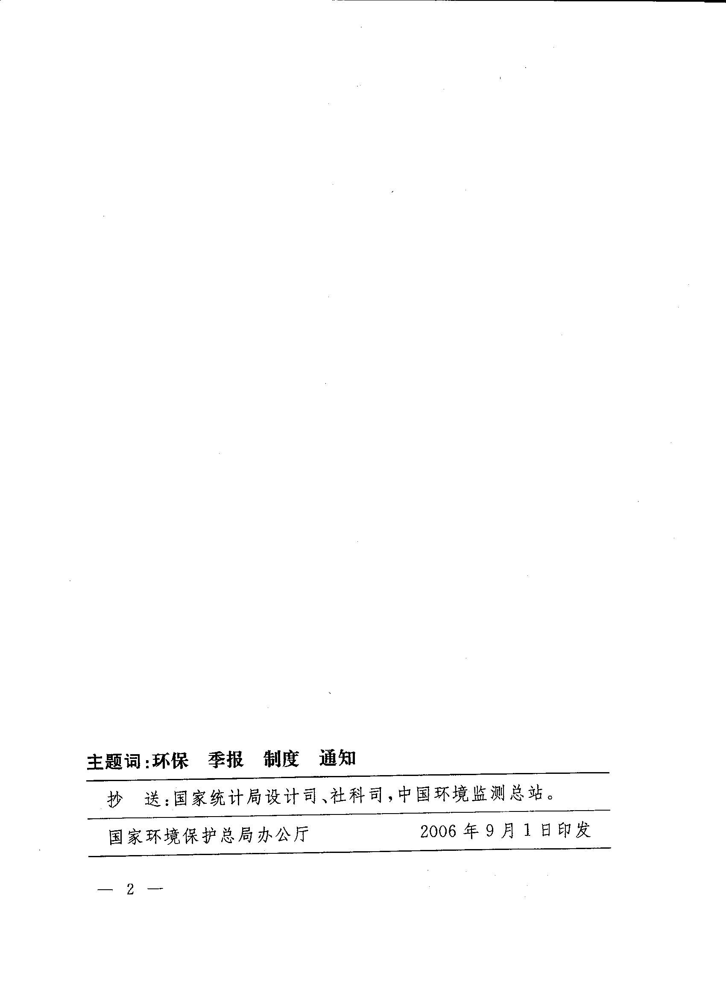 主题词:环保　季报　制度　通知
抄　送:国家统计局设计司、社科司,中国环境监测总站。
国家环境保护总局办公厅　2006年9月1日印发
— 2 —